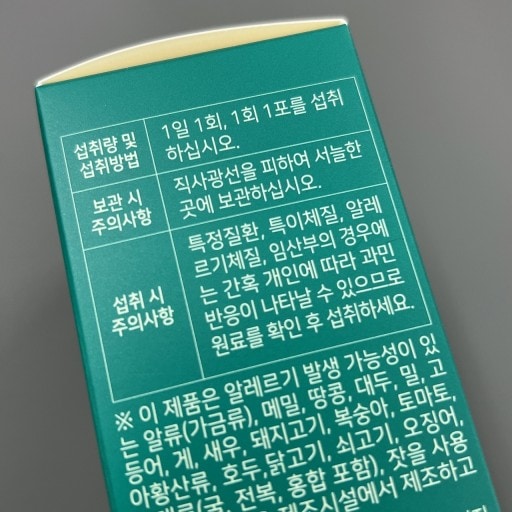 섭취량 및
섭취방법
1일 1회, 1회 1포를 섭취
하십시오.
보관 시
주의사항
직사광선을 피하여 서늘한
곳에 보관하십시오.
섭취 시
주의사항
특정질환, 특이체질, 알레
르기체질, 임산부의 경우에
는 간혹 개인에 따라 과민
반응이 나타날 수 있으므로
원료를 확인 후 섭취하세요.
※ 이 제품은 알레르기 발생 가능성이 있
는 알류(가금류), 메밀, 땅콩, 대두, 밀, 고
등어, 게, 새우, 돼지고기, 복숭아, 토마토,
아황산류, 호두,닭고기, 쇠고기, 오징어,
(굴, 전복, 홍합 포함), 잣을 사용
제조시설에서 제조하고